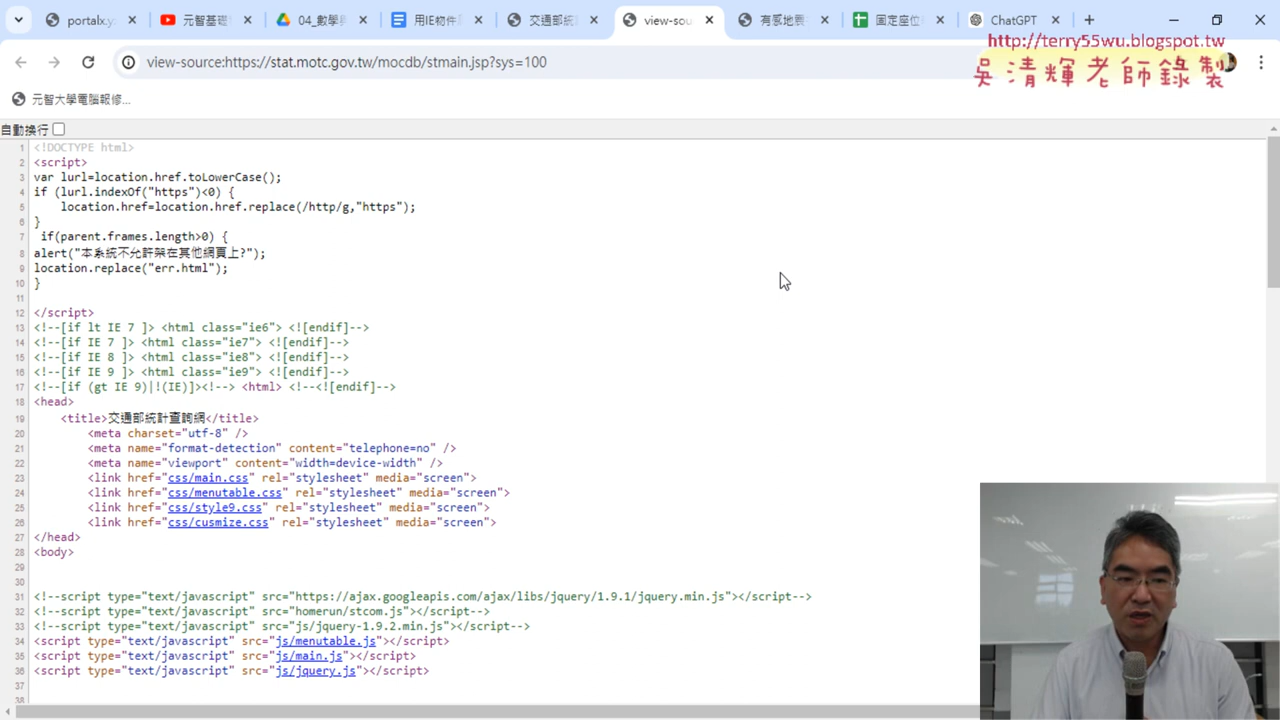 portalx.y
元智基礎
04_數學
用IE物件
交通部統
view-sou
有感地震
固定座位
ChatGPT
http://terry55wu.blogspot.tw
view-source:https://stat.motc.gov.tw/mocdb/stmain.jsp?sys=100
吳清輝老師錄製
元智大學電腦報修...
自動換行
1 <!DOCTYPE html>
2 <script>
3 var lurl=location.href.toLowerCase();
4 if (lurl.indexOf("https")<0) {
5 location.href=location.href.replace(/http/g,"https");
6 }
7 if(parent.frames.length>0) {
8 alert("本系統不允許架在其他網頁上?");
9 location.replace("err.html");
10 }
11
12 </script>
13 <!--[if lt IE 7 ]> <html class="ie6"> <![endif]-->
14 <!--[if IE 7 ]> <html class="ie7"> <![endif]-->
15 <!--[if IE 8 ]> <html class="ie8"> <![endif]-->
16 <!--[if IE 9 ]> <html class="ie9"> <![endif]-->
17 <!--[if (gt IE 9)|!(IE)]><!--> <html> <!--<![endif]-->
18 <head>
19 <title>交通部統計查詢網</title>
20 <meta charset="utf-8" />
21 <meta name="format-detection" content="telephone=no" />
22 <meta name="viewport" content="width=device-width" />
23 <link href="css/main.css" rel="stylesheet" media="screen">
24 <link href="css/menutable.css" rel="stylesheet" media="screen">
25 <link href="css/style9.css" rel="stylesheet" media="screen">
26 <link href="css/cusmize.css" rel="stylesheet" media="screen">
27 </head>
28 <body>
29
30
31 <!--script type="text/javascript" src="https://ajax.googleapis.com/ajax/libs/jquery/1.9.1/jquery.min.js"></script-->
32 <!--script type="text/javascript" src="homerun/stcom.js"></script-->
33 <!--script type="text/javascript" src="js/jquery-1.9.2.min.js"></script-->
34 <script type="text/javascript" src="js/menutable.js"></script>
35 <script type="text/javascript" src="js/main.js"></script>
36 <script type="text/javascript" src="js/jquery.js"></script>
37
38